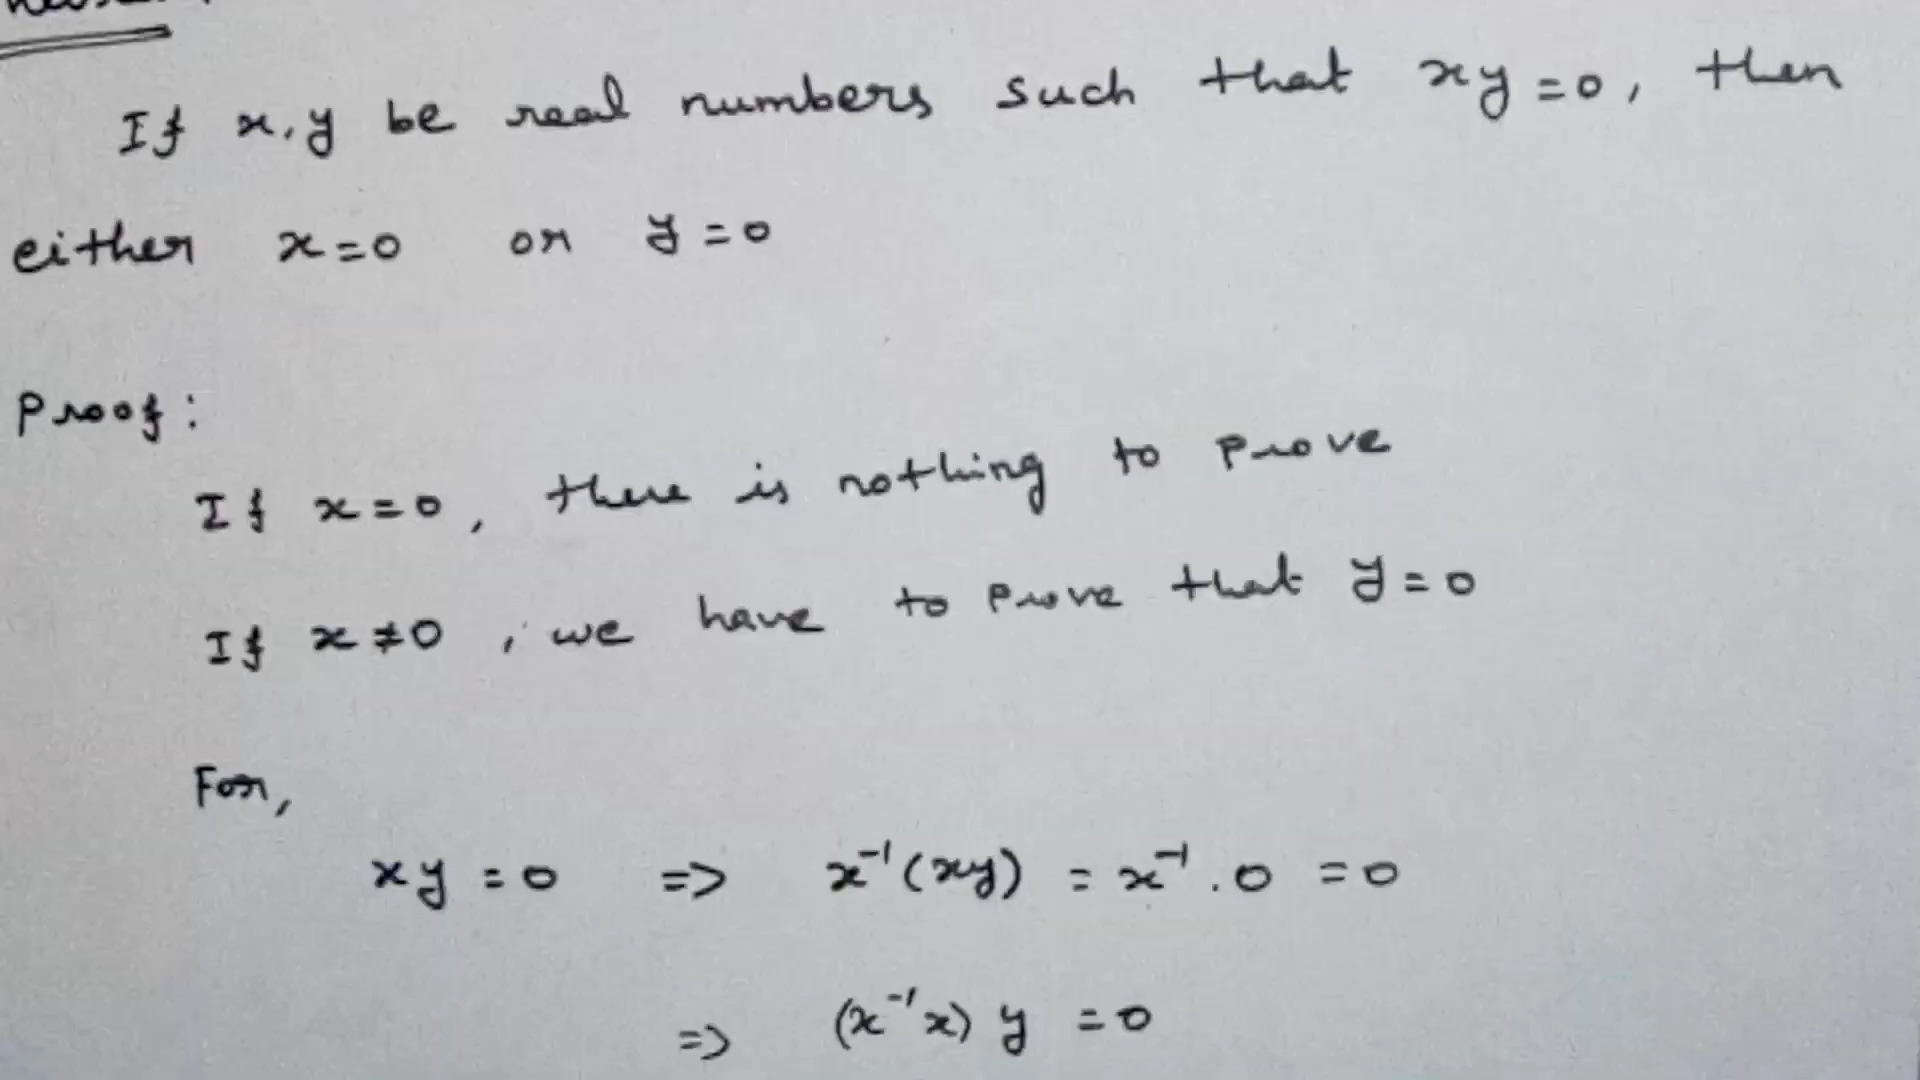 If x, y be real numbers such that xy = 0, then
either x = 0 or y = 0
Proof:
If x = 0, there is nothing to prove
If x ≠ 0, we have to prove that y = 0
For,
xy = 0 => x⁻¹(xy) = x⁻¹ . 0 = 0
=> (x⁻¹x) y = 0